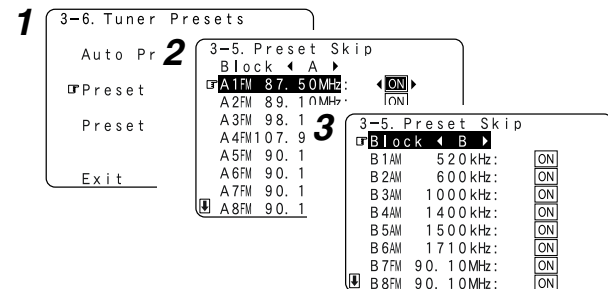 1
3-6. Tuner Presets
Auto Pr
☞Preset
Preset
Exit
2
3-5. Preset Skip
Block ◀ A ▶
☞A1FM 87. 50MHz: ◀ON▶
A2FM 89. 10MHz: ON
A3FM 98. 1
A4FM107. 9
A5FM 90. 1
A6FM 90. 1
A7FM 90. 1
A8FM 90. 1
3
3-5. Preset Skip
☞Block ◀ B ▶
B1AM 520kHz: ON
B2AM 600kHz: ON
B3AM 1000kHz: ON
B4AM 1400kHz: ON
B5AM 1500kHz: ON
B6AM 1710kHz: ON
B7FM 90. 10MHz: ON
B8FM 90. 10MHz: ON